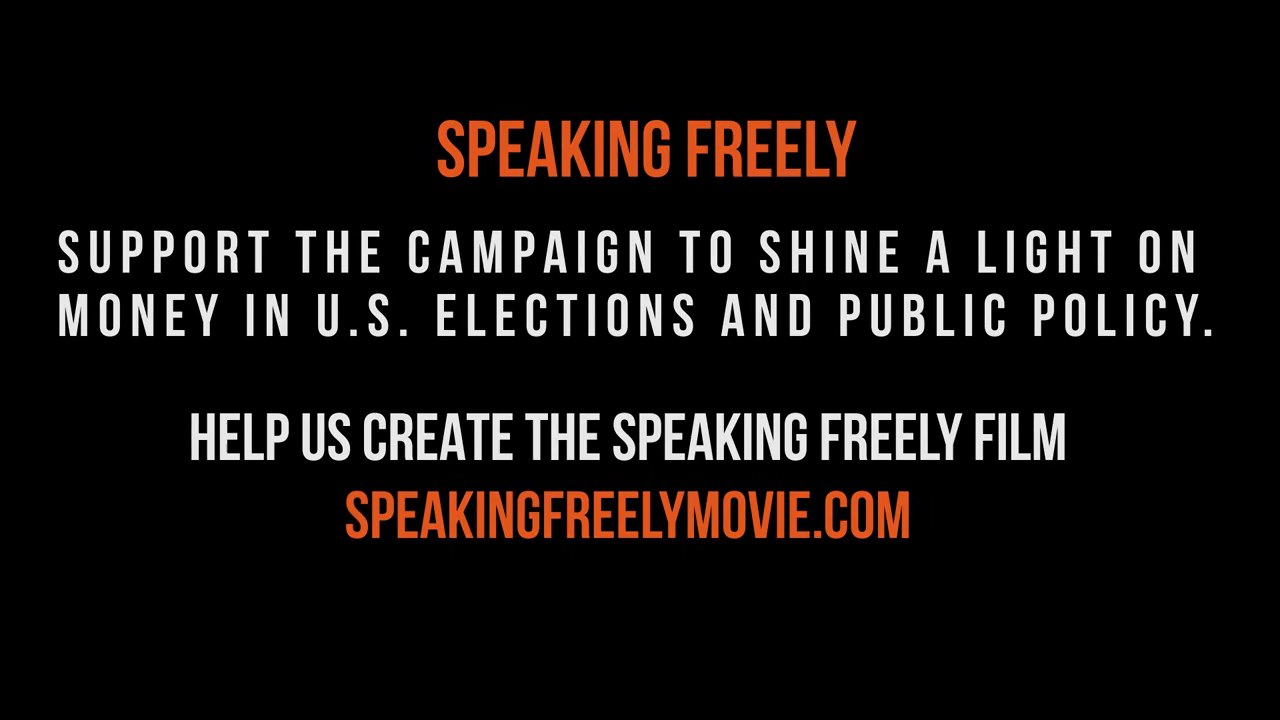 SPEAKING FREELY
SUPPORT THE CAMPAIGN TO SHINE A LIGHT ON
MONEY IN U.S. ELECTIONS AND PUBLIC POLICY.
HELP US CREATE THE SPEAKING FREELY FILM
SPEAKINGFREELYMOVIE.COM